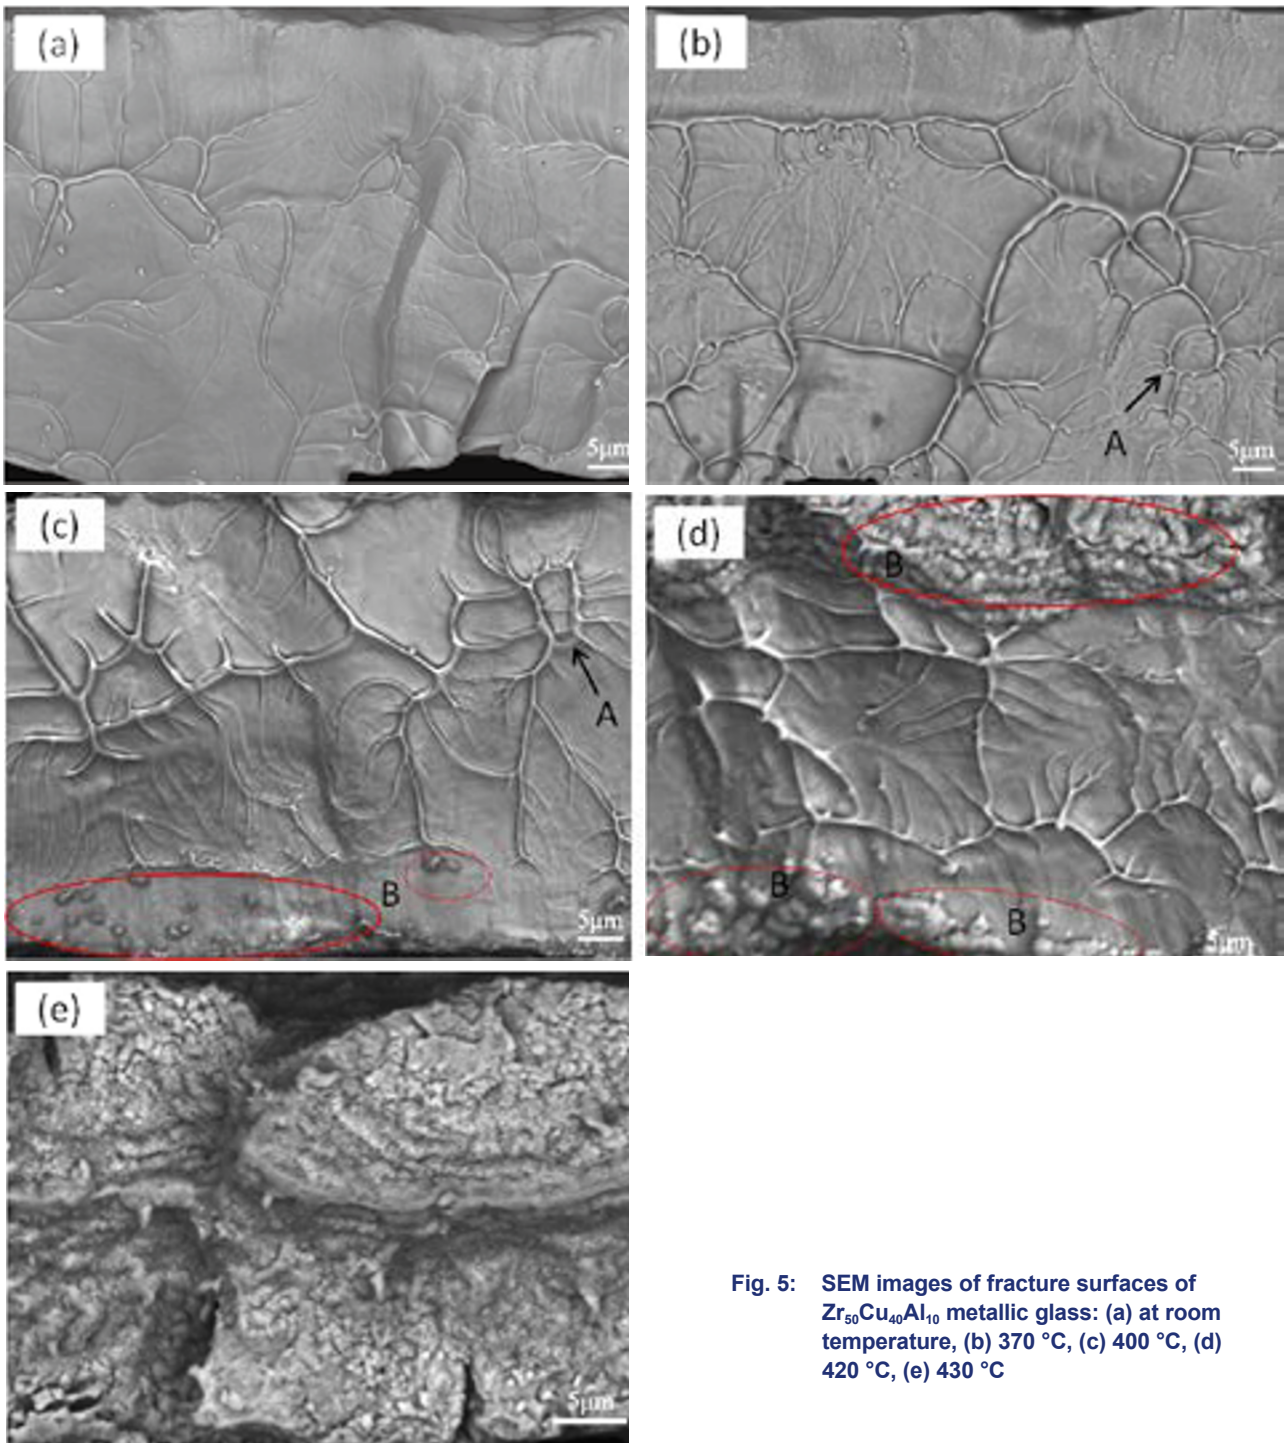 (a)
5μm
(b)
A
5μm
(c)
A
B
5μm
(d)
B
B
B
5μm
(e)
5μm
Fig. 5: SEM images of fracture surfaces of
Zr₅₀Cu₄₀Al₁₀ metallic glass: (a) at room
temperature, (b) 370 °C, (c) 400 °C, (d)
420 °C, (e) 430 °C